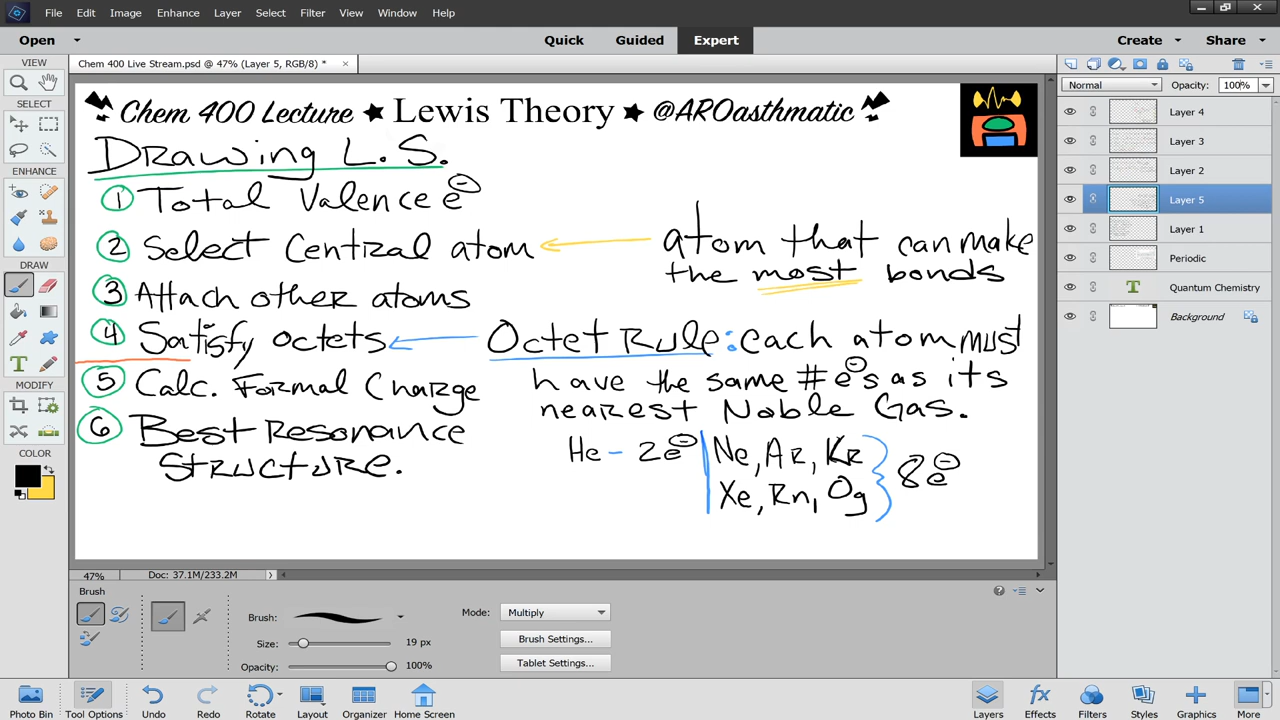 File Edit Image Enhance Layer Select Filter View Window Help
Open Quick Guided Expert Create Share
VIEW
SELECT
ENHANCE
DRAW
MODIFY
COLOR
Chem 400 Live Stream.psd @ 47% (Layer 5, RGB/8) * ×
Chem 400 Lecture ★ Lewis Theory ★ @AROasthmatic
Drawing L.S.
① Total Valence e⊖
② Select Central atom ← atom that can make
the most bonds
③ Attach other atoms
④ Satisfy octets ← Octet Rule: each atom must
have the same # e⊖s as its
nearest Noble Gas.
He - 2e⊖ | Ne, Ar, Kr
Xe, Rn, Og } 8e⊖
⑤ Calc. Formal Charge
⑥ Best Resonance
Structure.
47% Doc: 37.1M/233.2M
Brush
Brush: Size: 19 px
Opacity: 100%
Mode: Multiply
Brush Settings...
Tablet Settings...
Normal Opacity: 100%
Layer 4
Layer 3
Layer 2
Layer 5
Layer 1
Periodic
T Quantum Chemistry
Background
Photo Bin Tool Options Undo Redo Rotate Layout Organizer Home Screen Layers Effects Filters Styles Graphics More